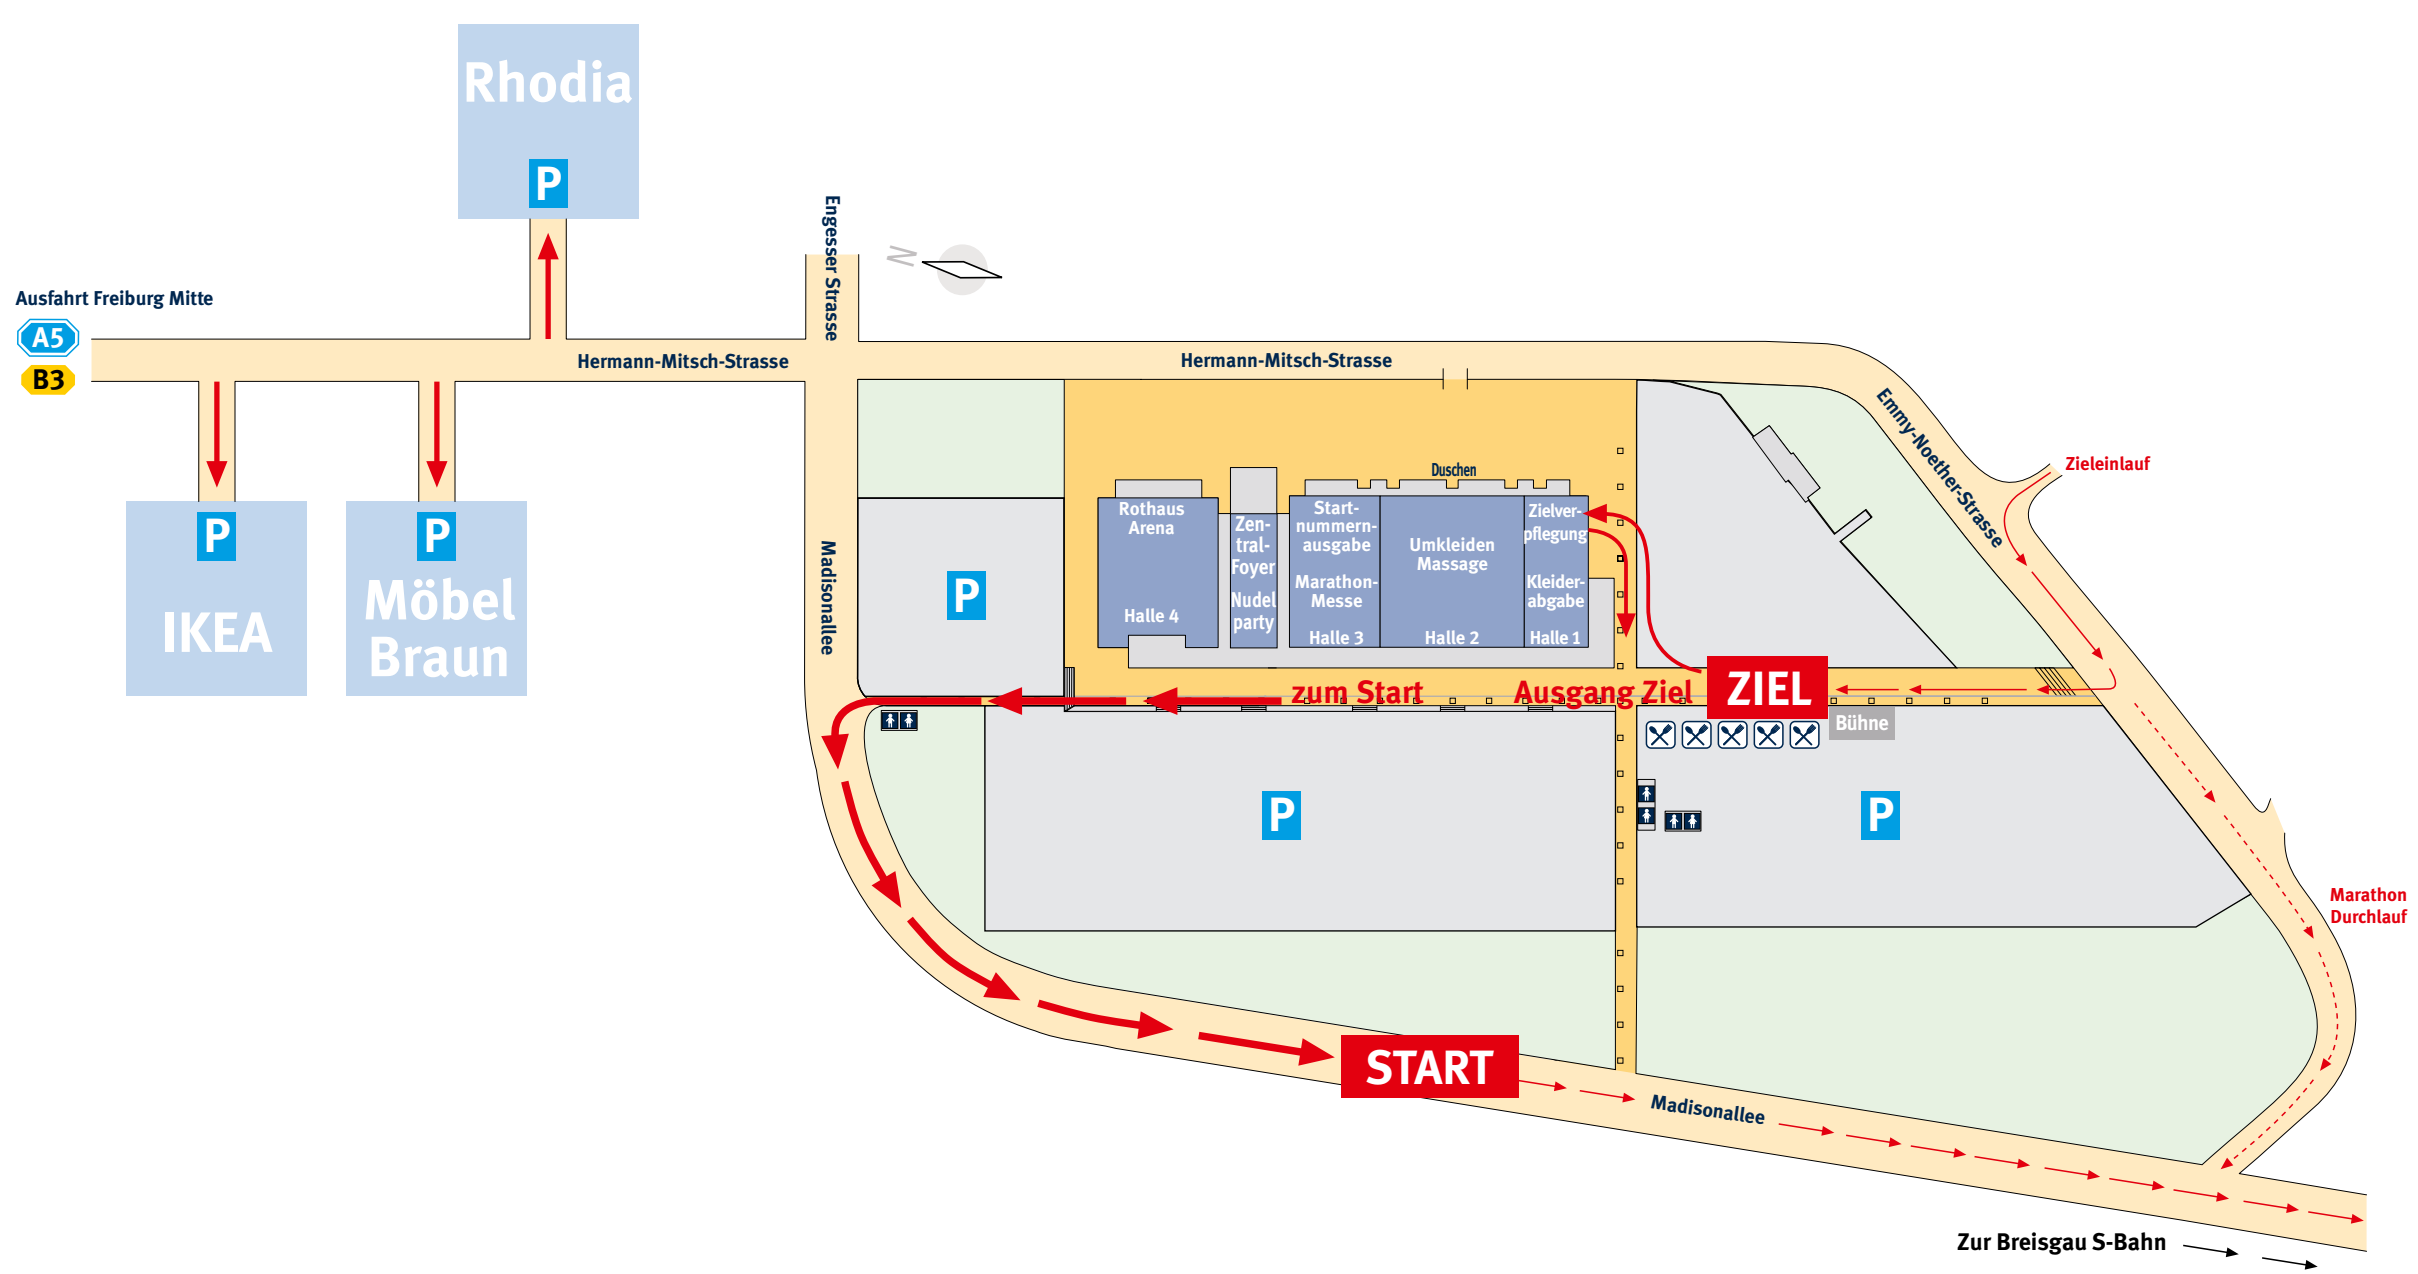 Rhodia
P
Engesser Strasse
N
Ausfahrt Freiburg Mitte
A5
B3
Hermann-Mitsch-Strasse
Hermann-Mitsch-Strasse
Emmy-Noether-Strasse
Zieleinlauf
P
IKEA
P
Möbel
Braun
Madisonallee
P
Duschen
Rothaus
Arena
Halle 4
Zen-
tral-
Foyer
Nudel
party
Start-
nummern-
ausgabe
Marathon-
Messe
Halle 3
Umkleiden
Massage
Halle 2
Zielver-
pflegung
Kleider-
abgabe
Halle 1
zum Start
Ausgang Ziel
ZIEL
Bühne
P
P
Marathon
Durchlauf
START
Madisonallee
Zur Breisgau S-Bahn